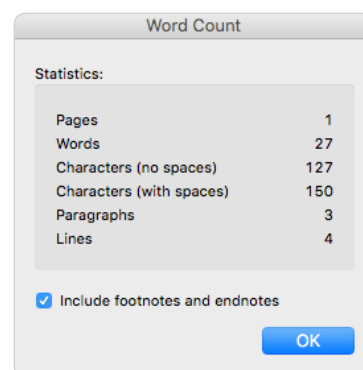 Word Count
Statistics:
Pages 1
Words 27
Characters (no spaces) 127
Characters (with spaces) 150
Paragraphs 3
Lines 4
Include footnotes and endnotes
OK